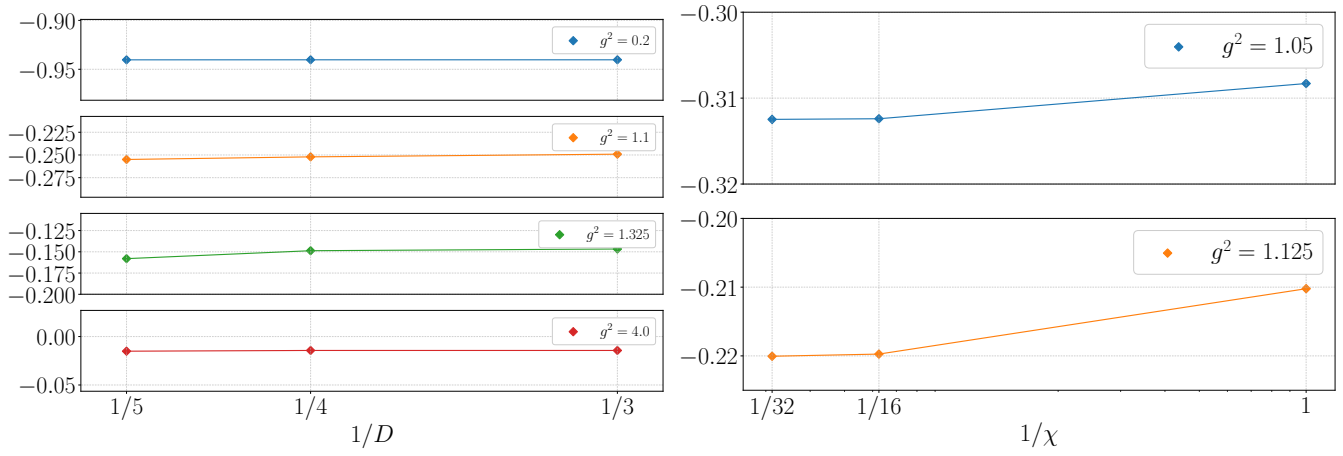 −0.90
−0.95
g² = 0.2
−0.225
−0.250
−0.275
g² = 1.1
−0.125
−0.150
−0.175
−0.200
g² = 1.325
0.00
−0.05
g² = 4.0
1/5 1/4 1/3
1/D
−0.30
−0.31
−0.32
g² = 1.05
−0.20
−0.21
−0.22
g² = 1.125
1/32 1/16 1
1/χ